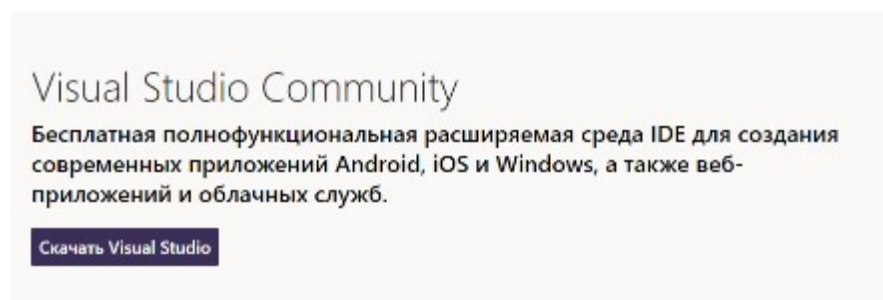 Visual Studio Community
Бесплатная полнофункциональная расширяемая среда IDE для создания
современных приложений Android, iOS и Windows, а также веб-
приложений и облачных служб.
Скачать Visual Studio